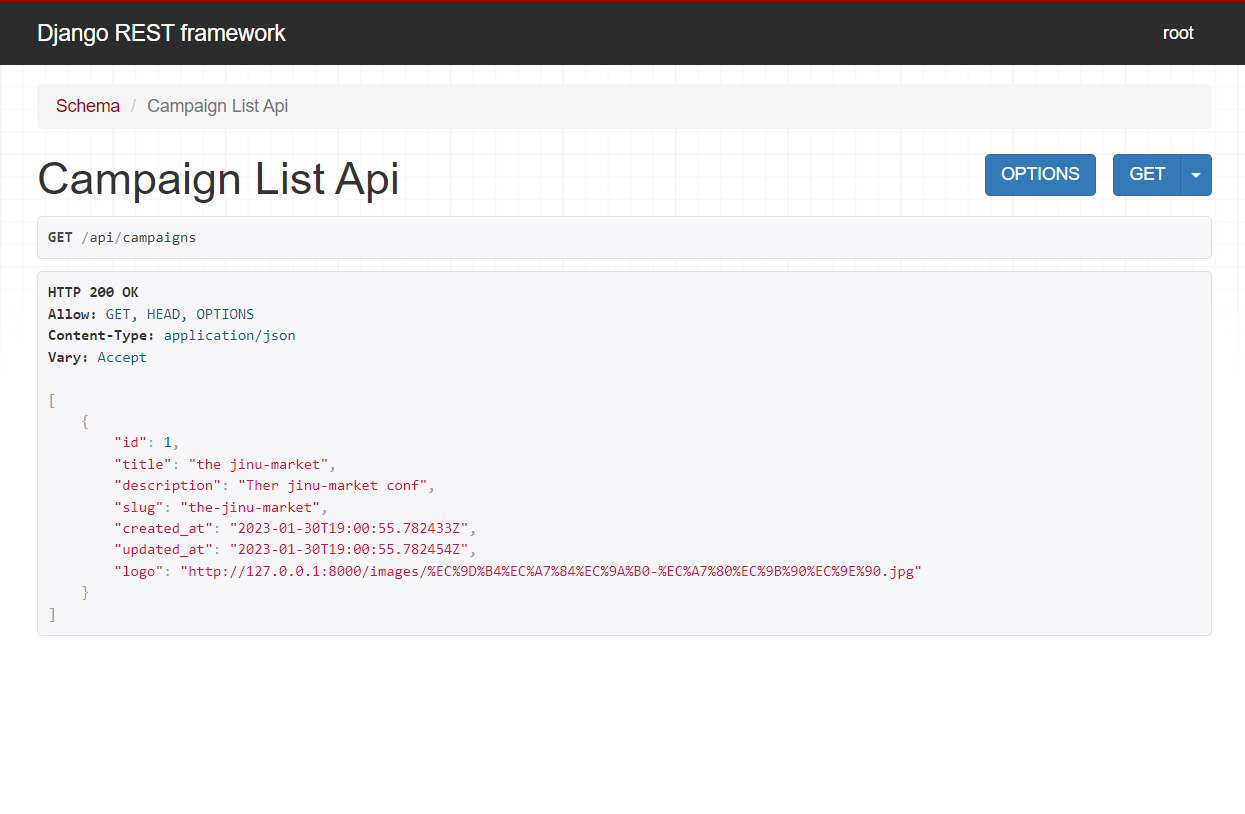 Django REST framework
root
Schema / Campaign List Api
Campaign List Api
OPTIONS
GET
GET /api/campaigns
HTTP 200 OK
Allow: GET, HEAD, OPTIONS
Content-Type: application/json
Vary: Accept
[
    {
        "id": 1,
        "title": "the jinu-market",
        "description": "Ther jinu-market conf",
        "slug": "the-jinu-market",
        "created_at": "2023-01-30T19:00:55.782433Z",
        "updated_at": "2023-01-30T19:00:55.782454Z",
        "logo": "http://127.0.0.1:8000/images/%EC%9D%B4%EC%A7%84%EC%9A%B0-%EC%A7%80%EC%9B%90%EC%9E%90.jpg"
    }
]